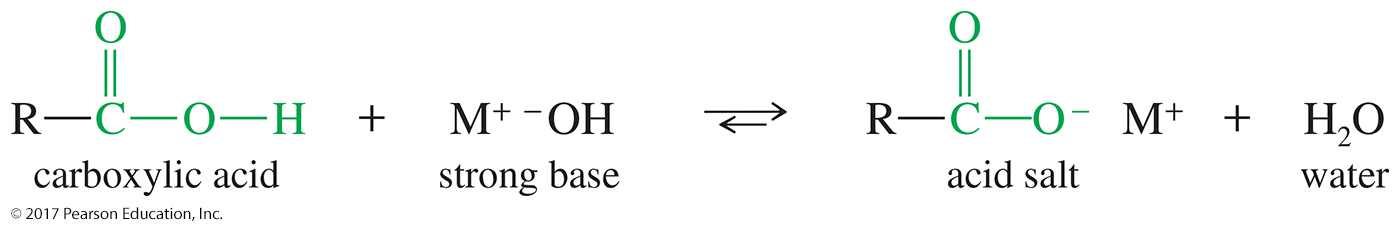 O O
R—C—O—H + M⁺ ⁻OH ⇌ R—C—O⁻ M⁺ + H₂O
carboxylic acid strong base acid salt water
© 2017 Pearson Education, Inc.